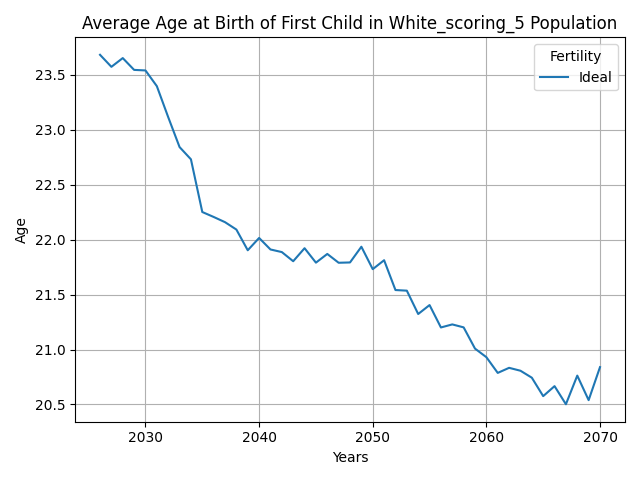 Average Age at Birth of First Child in White_scoring_5 Population
Fertility
Ideal
Age
23.5
23.0
22.5
22.0
21.5
21.0
20.5
2030 2040 2050 2060 2070
Years